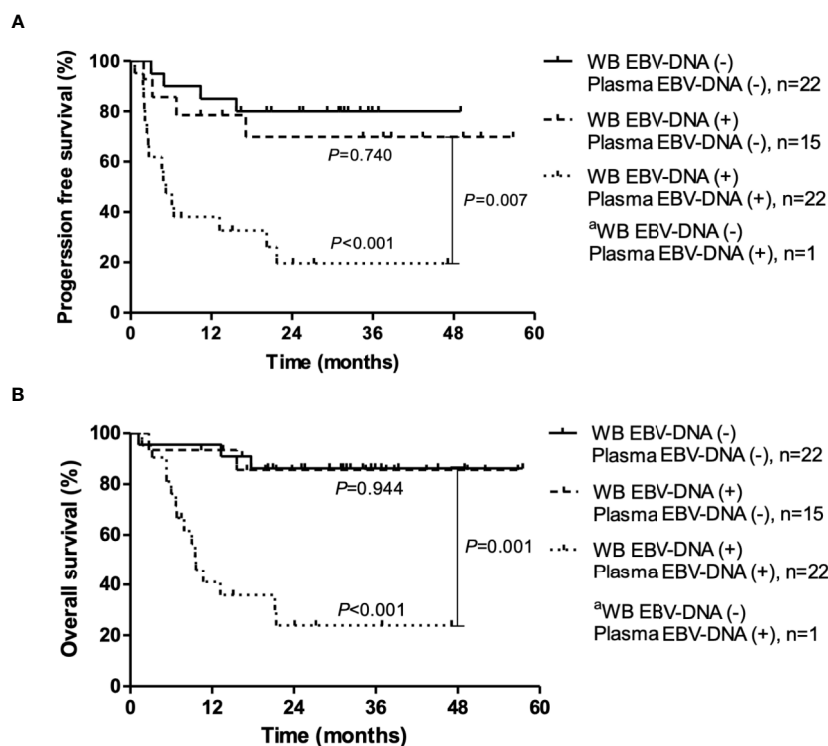 A
Progerssion free survival (%)
100
80
60
40
20
0
0 12 24 36 48 60
Time (months)
P=0.740
P<0.001
P=0.007
WB EBV-DNA (-)
Plasma EBV-DNA (-), n=22
WB EBV-DNA (+)
Plasma EBV-DNA (-), n=15
WB EBV-DNA (+)
Plasma EBV-DNA (+), n=22
aWB EBV-DNA (-)
Plasma EBV-DNA (+), n=1
B
Overall survival (%)
100
80
60
40
20
0
0 12 24 36 48 60
Time (months)
P=0.944
P<0.001
P=0.001
WB EBV-DNA (-)
Plasma EBV-DNA (-), n=22
WB EBV-DNA (+)
Plasma EBV-DNA (-), n=15
WB EBV-DNA (+)
Plasma EBV-DNA (+), n=22
aWB EBV-DNA (-)
Plasma EBV-DNA (+), n=1